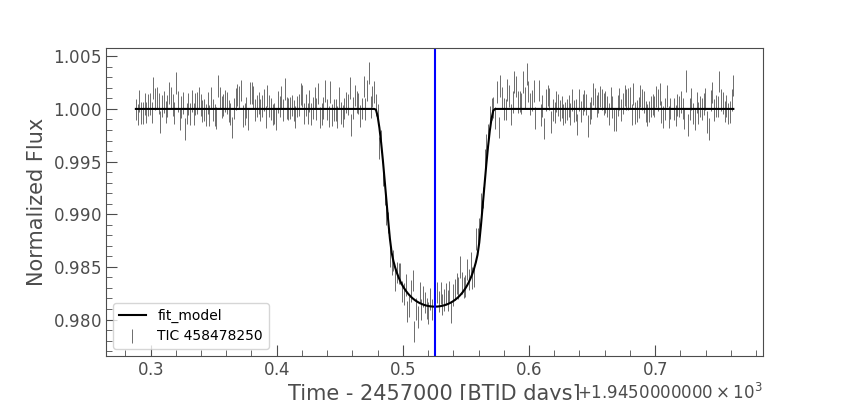 1.005
1.000
0.995
0.990
0.985
0.980
Normalized Flux
fit_model
TIC 458478250
0.3 0.4 0.5 0.6 0.7
Time - 2457000 [BTJD days]
+1.9450000000 × 10³